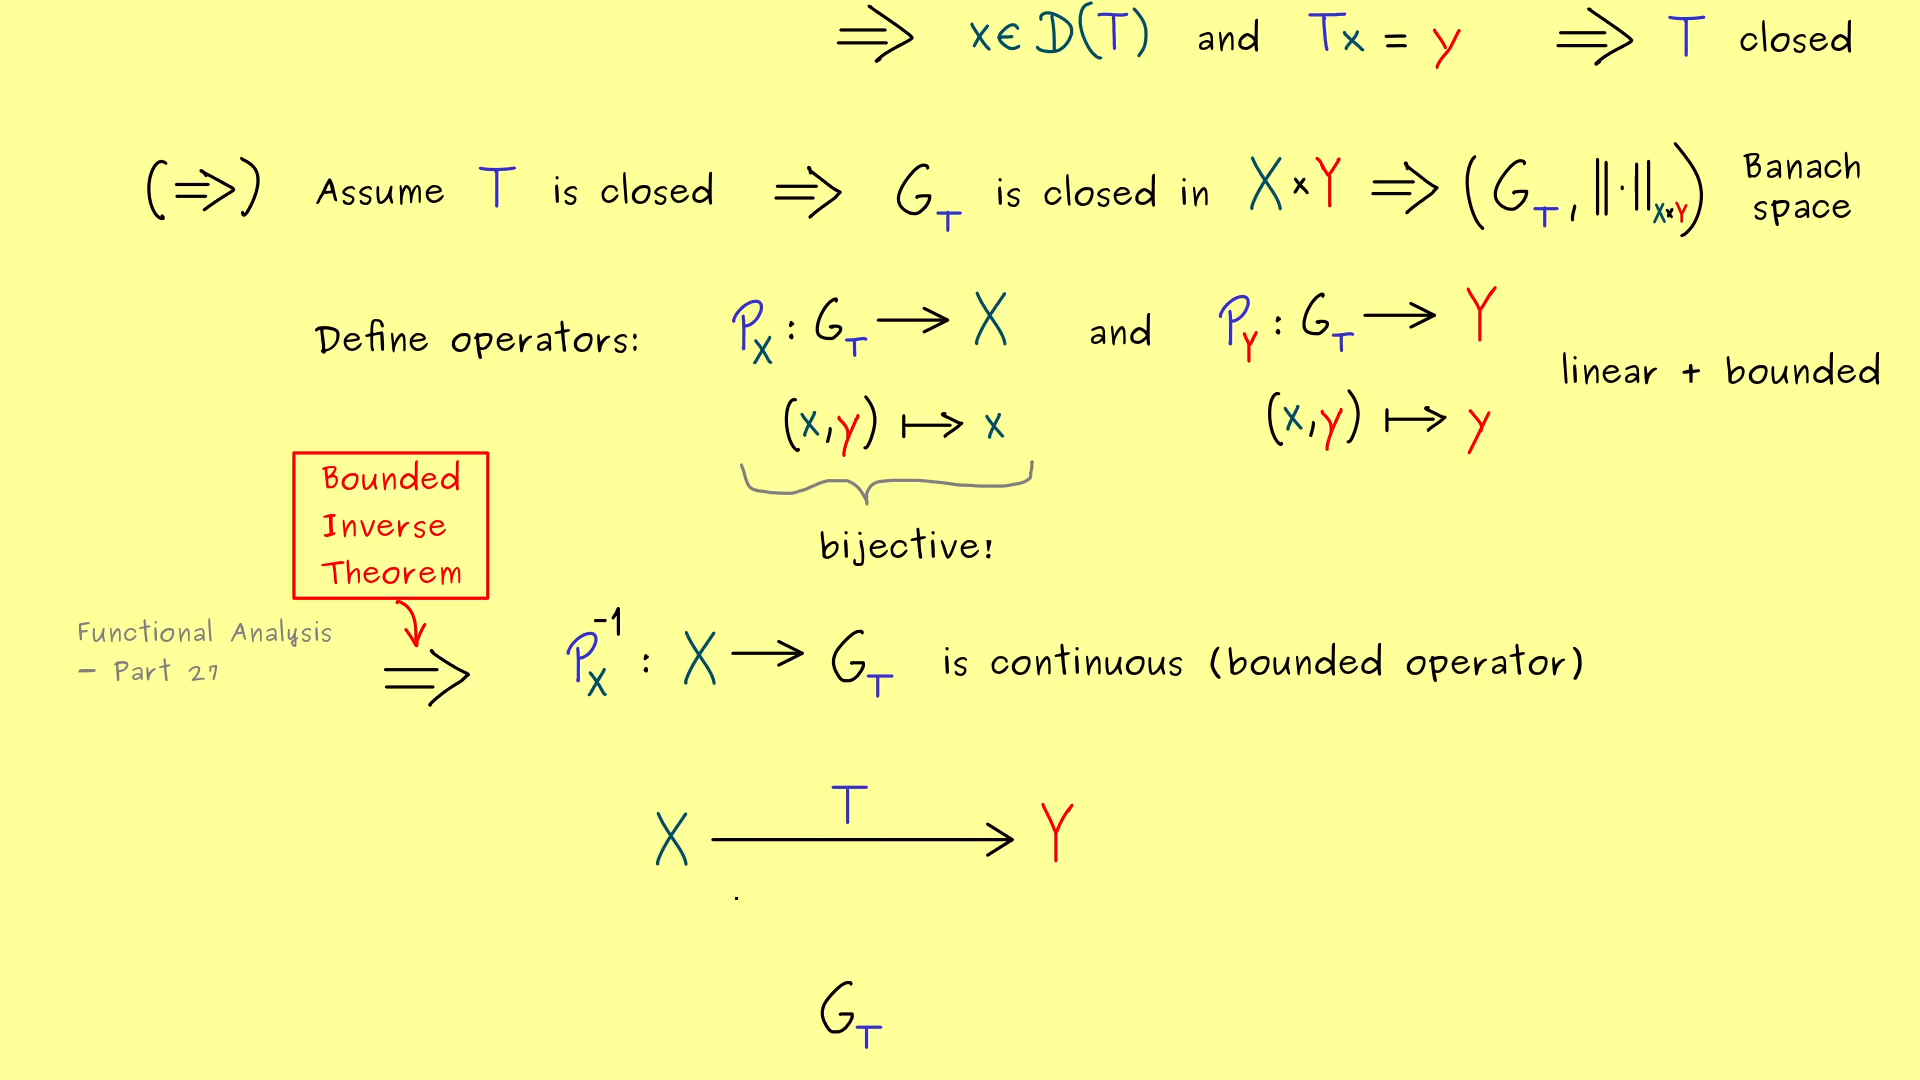 ⟹ x ∈ D(T) and Tx = y ⟹ T closed
(⟹) Assume T is closed ⟹ G_T is closed in X × Y ⟹ (G_T, ‖·‖_{X×Y}) Banach space
Define operators: P_X : G_T ⟶ X and P_Y : G_T ⟶ Y
linear + bounded
(x,y) ⟼ x (x,y) ⟼ y
Bounded
Inverse
Theorem
bijective!
Functional Analysis
– Part 27
⟹ P_X^{-1} : X ⟶ G_T is continuous (bounded operator)
T
X ⟶ Y
G_T